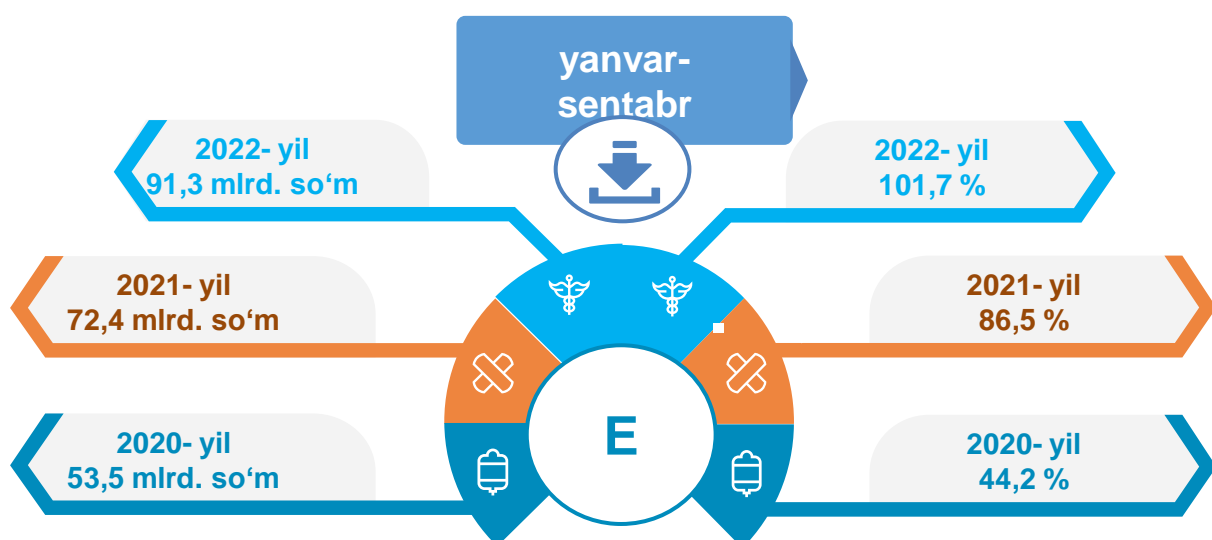 yanvar-
sentabr
2022- yil
91,3 mlrd. so‘m
2022- yil
101,7 %
2021- yil
72,4 mlrd. so‘m
2021- yil
86,5 %
E
2020- yil
53,5 mlrd. so‘m
2020- yil
44,2 %